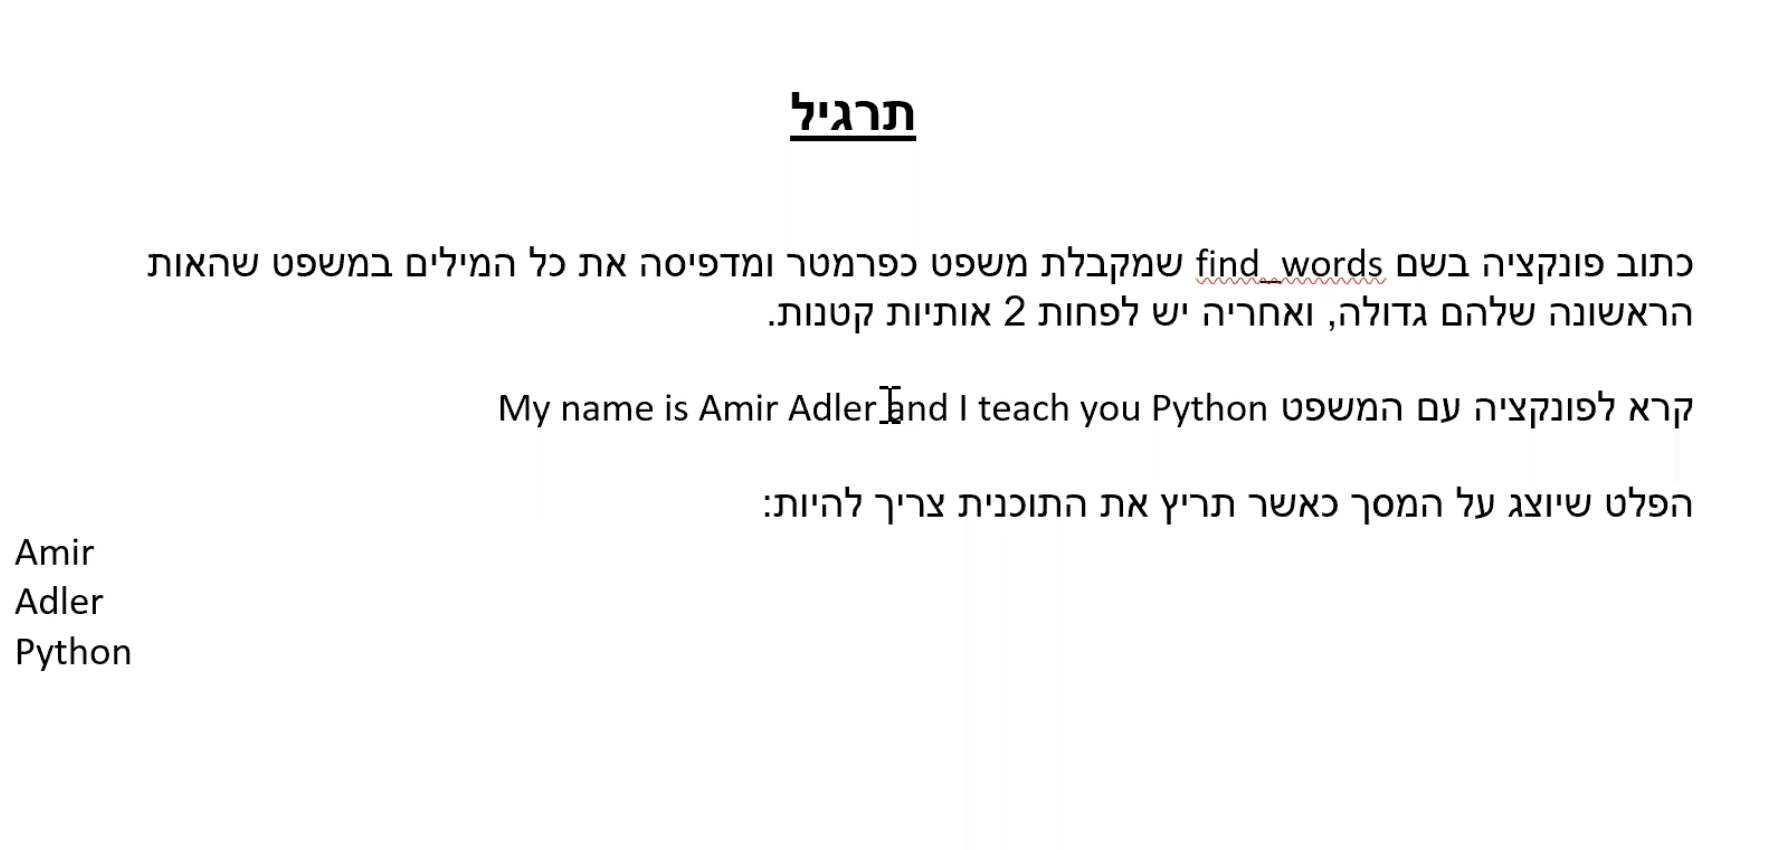 תרגיל
כתוב פונקציה בשם find_words שמקבלת משפט כפרמטר ומדפיסה את כל המילים במשפט שהאות
הראשונה שלהם גדולה, ואחריה יש לפחות 2 אותיות קטנות.
קרא לפונקציה עם המשפט My name is Amir Adler and I teach you Python
הפלט שיוצג על המסך כאשר תריץ את התוכנית צריך להיות:
Amir
Adler
Python